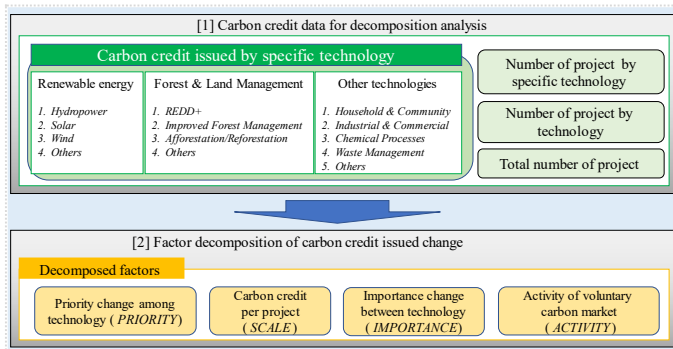 [1] Carbon credit data for decomposition analysis
Carbon credit issued by specific technology
Renewable energy
1. Hydropower
2. Solar
3. Wind
4. Others
Forest & Land Management
1. REDD+
2. Improved Forest Management
3. Afforestation/Reforestation
4. Others
Other technologies
1. Household & Community
2. Industrial & Commercial
3. Chemical Processes
4. Waste Management
5. Others
Number of project by
specific technology
Number of project by
technology
Total number of project
[2] Factor decomposition of carbon credit issued change
Decomposed factors
Priority change among
technology ( PRIORITY)
Carbon credit
per project
(SCALE)
Importance change
between technology
(IMPORTANCE)
Activity of voluntary
carbon market
(ACTIVITY)